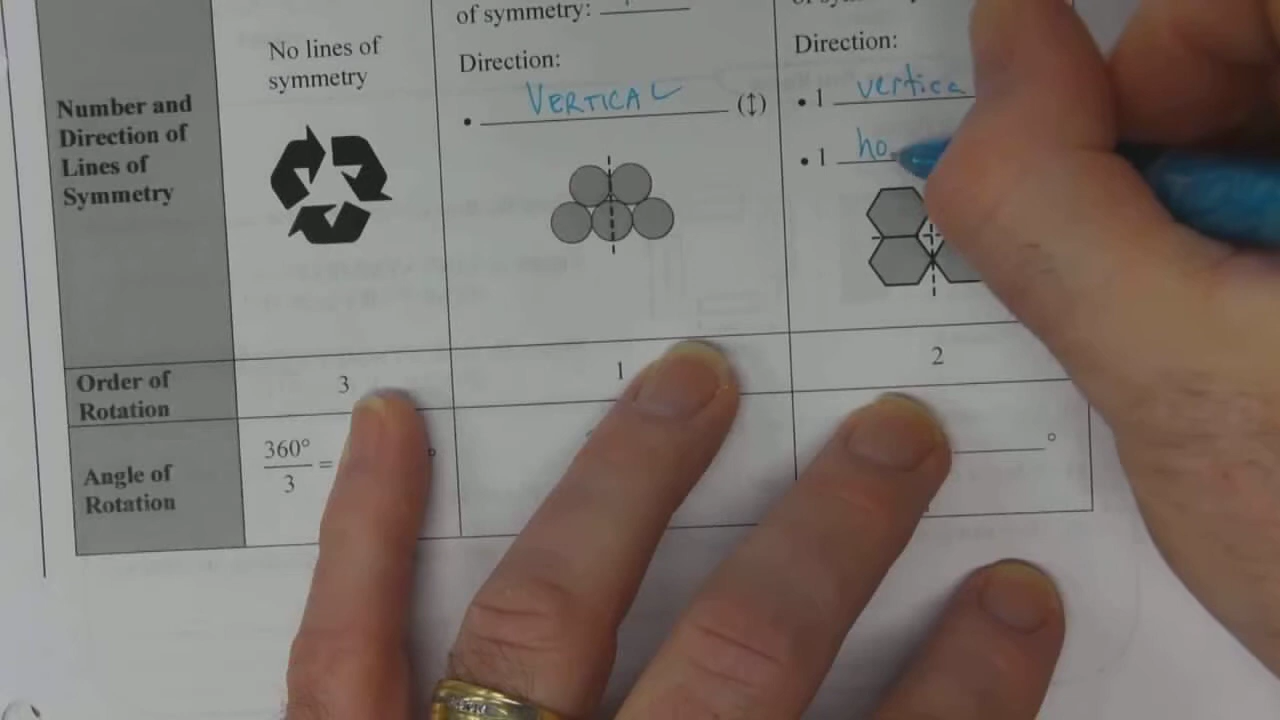 of symmetry:
No lines of
symmetry
Direction:
• VERTICAL (↕)
Direction:
• 1 vertica
• 1 ho
Number and
Direction of
Lines of
Symmetry
Order of
Rotation
3
1
2
Angle of
Rotation
360°
3
=
°
°